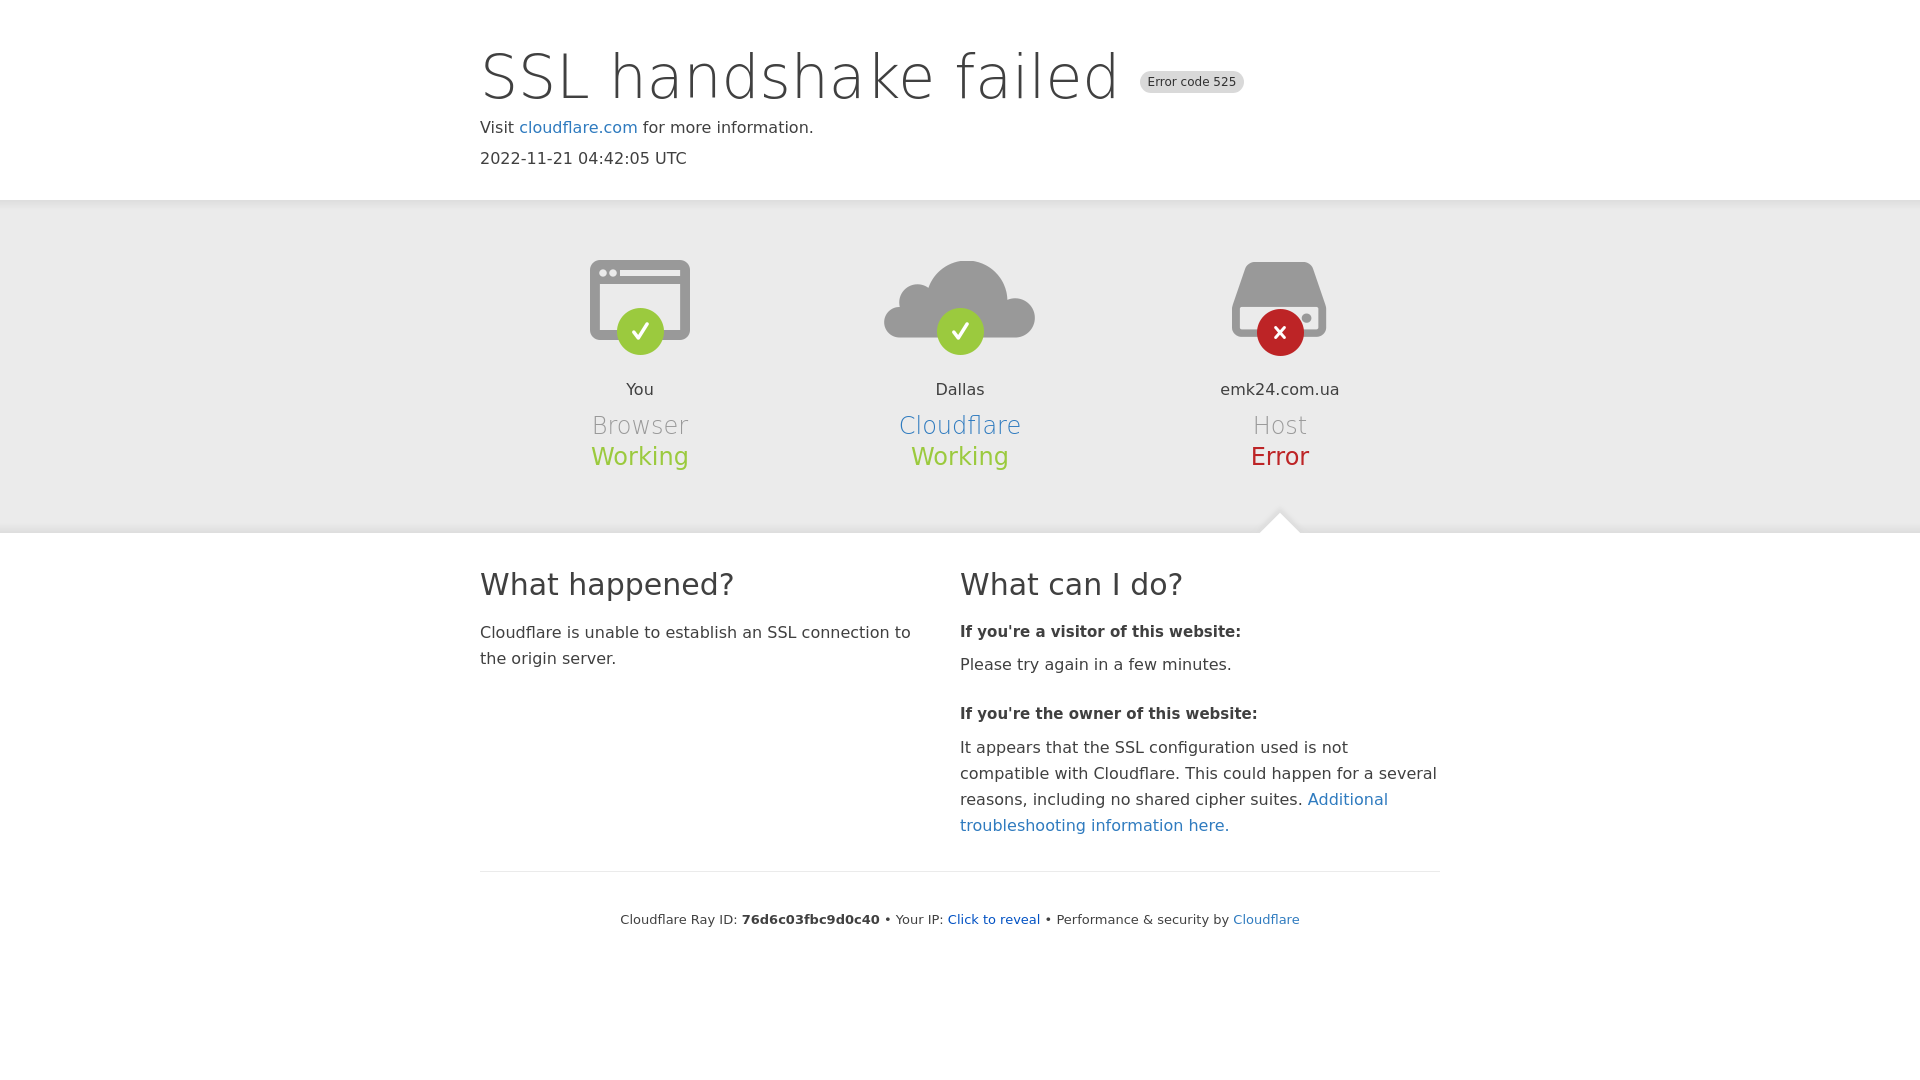 SSL handshake failed Error code 525
Visit cloudflare.com for more information.
2022-11-21 04:42:05 UTC
You
Browser
Working
Dallas
Cloudflare
Working
emk24.com.ua
Host
Error
What happened?
Cloudflare is unable to establish an SSL connection to
the origin server.
What can I do?
If you're a visitor of this website:
Please try again in a few minutes.
If you're the owner of this website:
It appears that the SSL configuration used is not
compatible with Cloudflare. This could happen for a several
reasons, including no shared cipher suites. Additional
troubleshooting information here.
Cloudflare Ray ID: 76d6c03fbc9d0c40 • Your IP: Click to reveal • Performance & security by Cloudflare